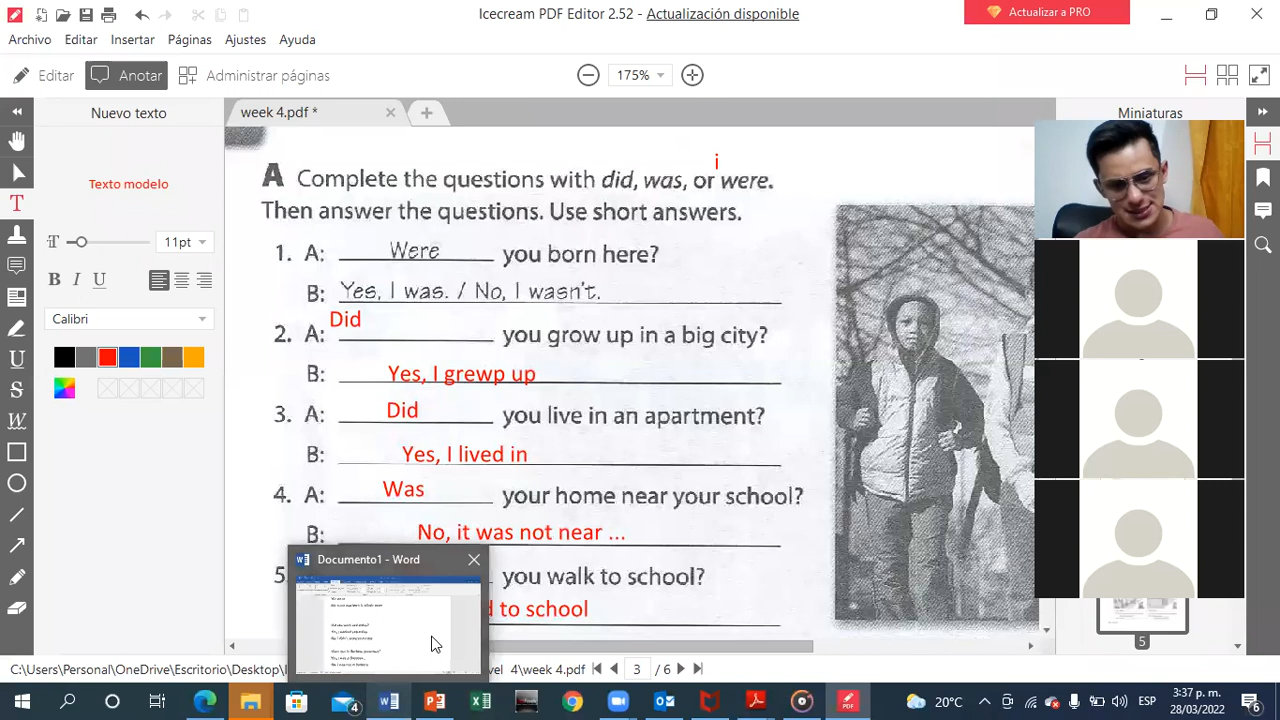 Icecream PDF Editor 2.52 - Actualización disponible
Actualizar a PRO
Archivo Editar Insertar Páginas Ajustes Ayuda
Editar Anotar Administrar páginas
175%
Nuevo texto
week 4.pdf *
Miniaturas
Texto modelo
11pt
B I U
Calibri
i
A Complete the questions with did, was, or were.
Then answer the questions. Use short answers.
1. A: Were you born here?
B: Yes, I was. / No, I wasn't.
2. A: Did you grow up in a big city?
B: Yes, I grewp up
3. A: Did you live in an apartment?
B: Yes, I lived in
4. A: Was your home near your school?
B: No, it was not near ...
5 you walk to school?
d to school
Documento1 - Word
5
C:\Users\Personal\OneDrive\Escritorio\Desktop\
evel 4\week 4.pdf
3 / 6
4
20°C
ESP
3:37 p. m.
28/03/2022
6